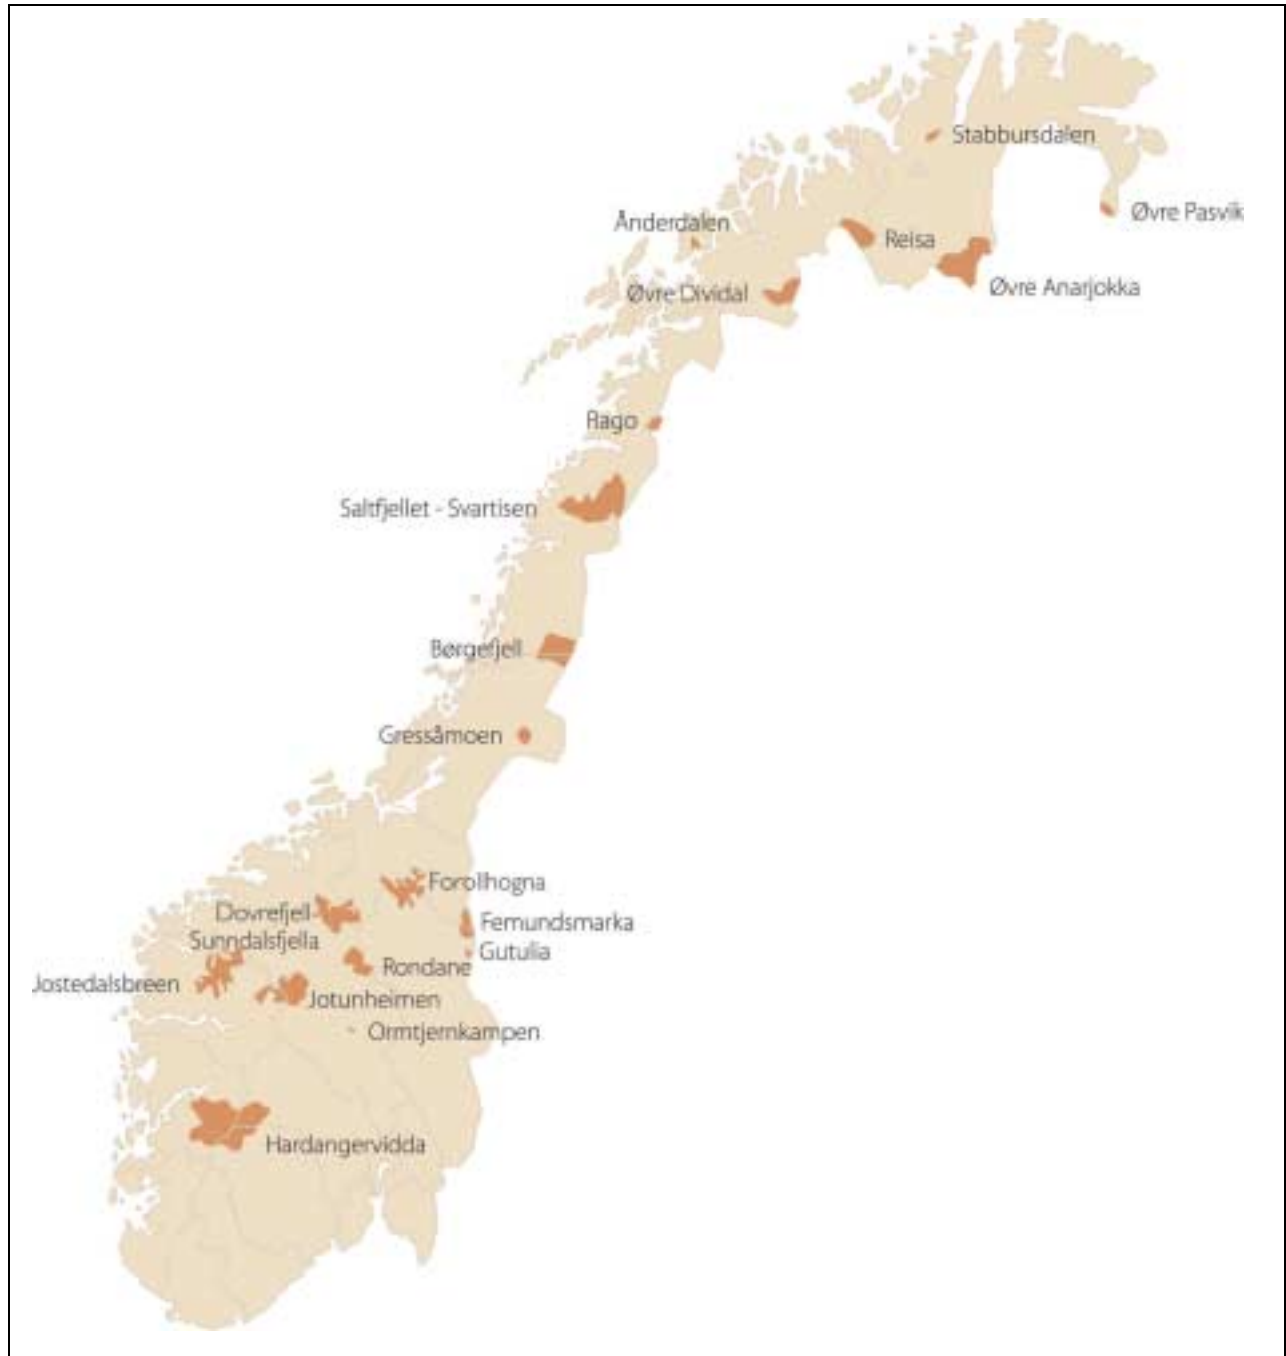 Stabbursdalen
Øvre Pasvik
Ånderdalen
Reisa
Øvre Anarjokka
Øvre Dividal
Rago
Saltfjellet - Svartisen
Børgefjell
Gressåmoen
Forollhogna
Dovrefjell
Sunndalsfjella
Femundsmarka
Gutulia
Rondane
Jostedalsbreen
Jotunheimen
Ormtjernkampen
Hardangervidda